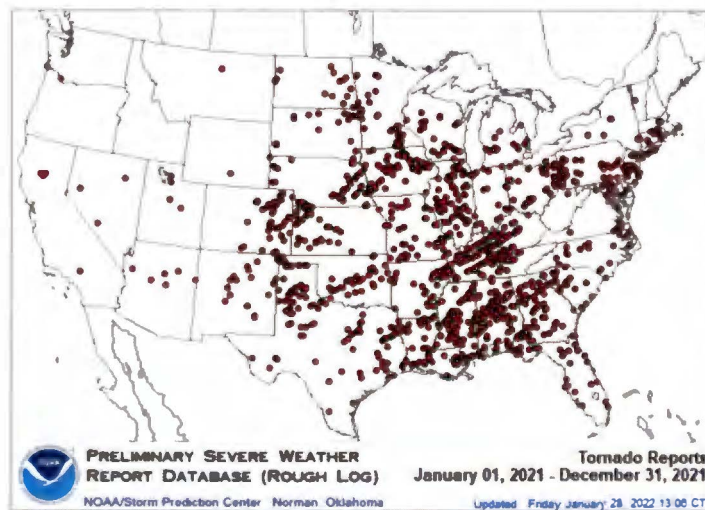 PRELIMINARY SEVERE WEATHER
REPORT DATABASE (ROUGH LOG)
NOAA/Storm Prediction Center Norman, Oklahoma
Tornado Reports
January 01, 2021 - December 31, 2021
Updated: Friday January 28, 2022 13:06 CT